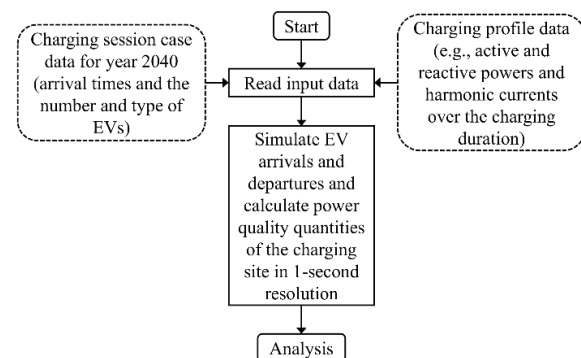 Start
Charging session case
data for year 2040
(arrival times and the
number and type of
EVs)
Read input data
Charging profile data
(e.g., active and
reactive powers and
harmonic currents
over the charging
duration)
Simulate EV
arrivals and
departures and
calculate power
quality quantities
of the charging
site in 1-second
resolution
Analysis